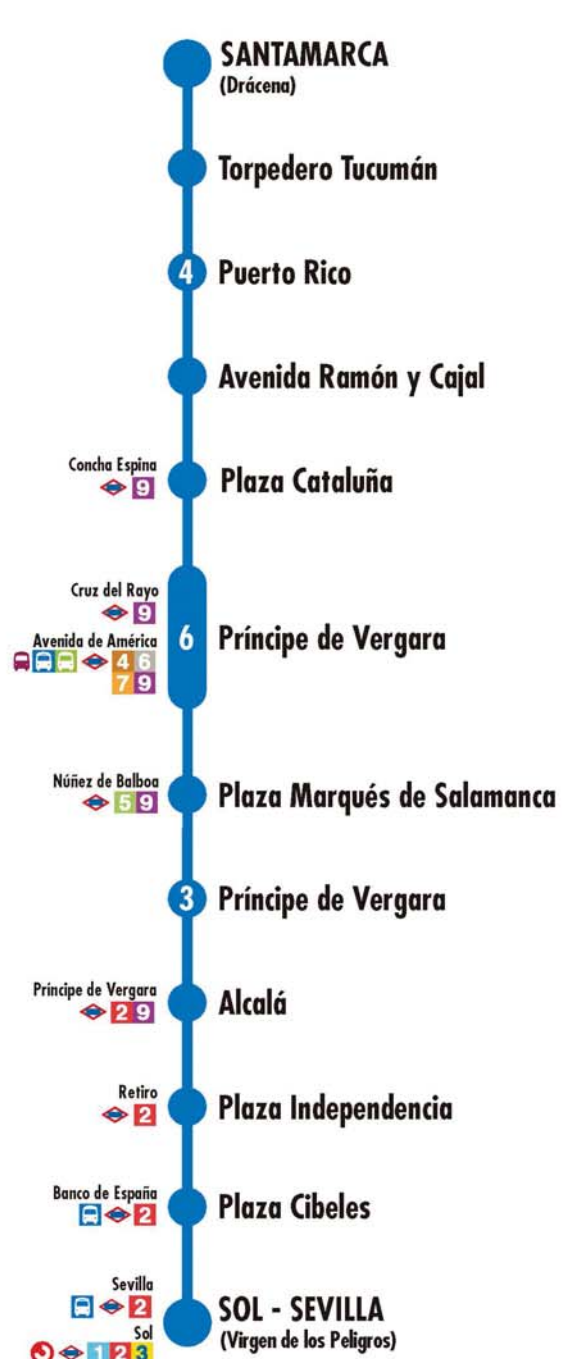 SANTAMARCA
(Drácena)
Torpedero Tucumán
4 Puerto Rico
Avenida Ramón y Cajal
Concha Espina
9
Plaza Cataluña
Cruz del Rayo
9
Avenida de América
4 6
7 9
6 Príncipe de Vergara
Núñez de Balboa
5 9
Plaza Marqués de Salamanca
3 Príncipe de Vergara
Príncipe de Vergara
2 9
Alcalá
Retiro
2
Plaza Independencia
Banco de España
2
Plaza Cibeles
Sevilla
2
Sol
1 2 3
SOL - SEVILLA
(Virgen de los Peligros)